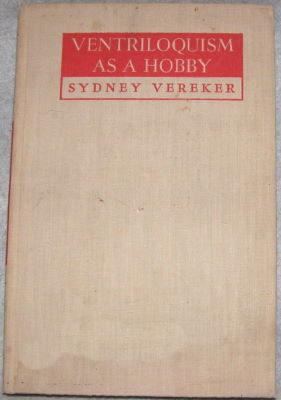 VENTRILOQUISM
AS A HOBBY
SYDNEY VEREKER